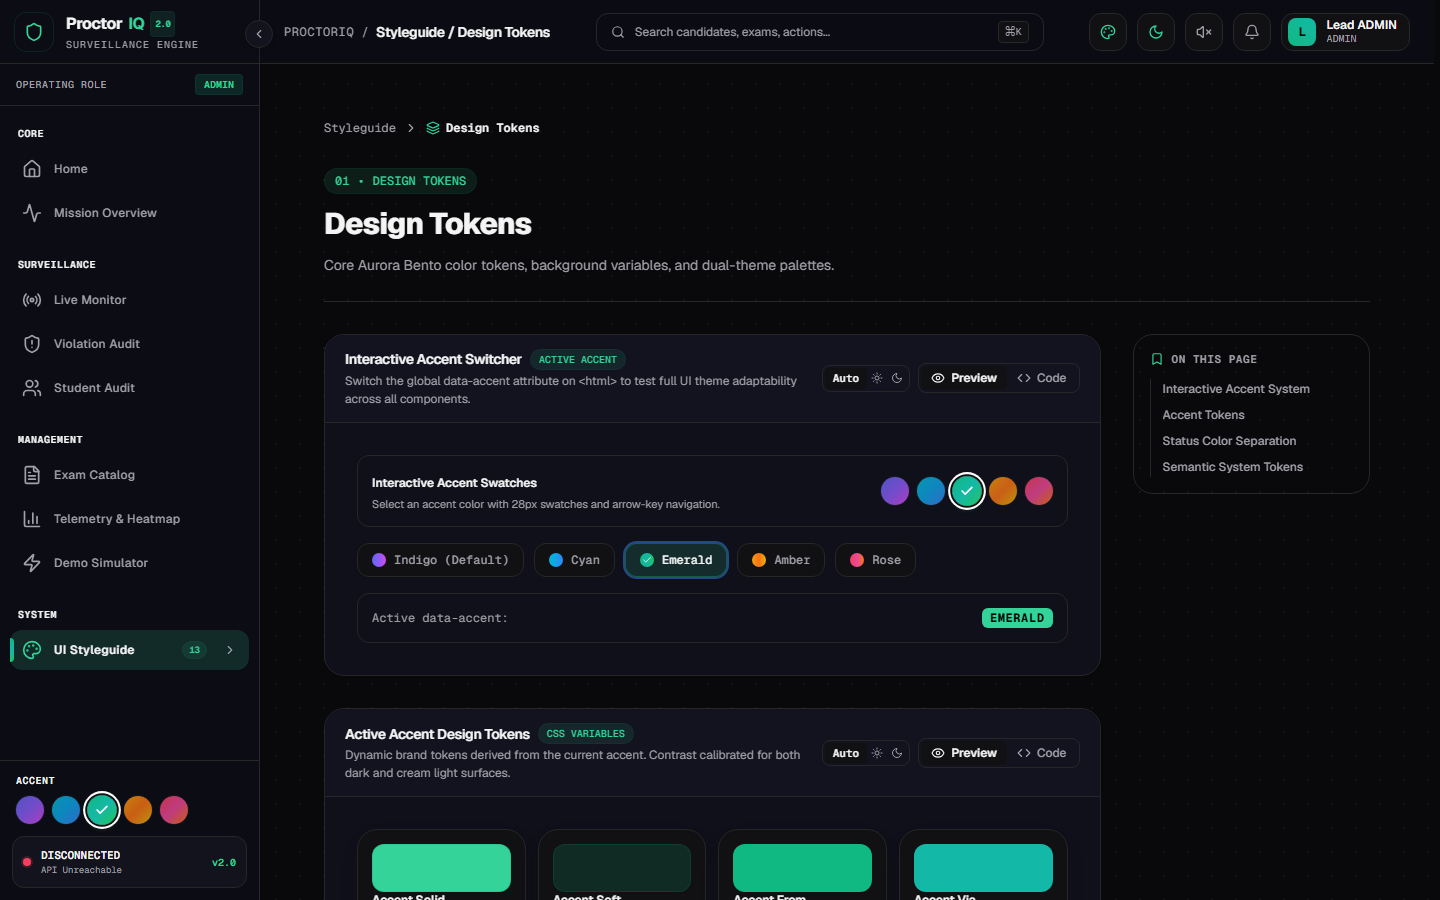 Proctor IQ 2.0
SURVEILLANCE ENGINE
OPERATING ROLE
ADMIN
CORE
Home
Mission Overview
SURVEILLANCE
Live Monitor
Violation Audit
Student Audit
MANAGEMENT
Exam Catalog
Telemetry & Heatmap
Demo Simulator
SYSTEM
UI Styleguide 13
ACCENT
DISCONNECTED
API Unreachable
v2.0
PROCTORIQ / Styleguide / Design Tokens
Search candidates, exams, actions...
⌘K
L
Lead ADMIN
ADMIN
Styleguide > Design Tokens
01 • DESIGN TOKENS
Design Tokens
Core Aurora Bento color tokens, background variables, and dual-theme palettes.
Interactive Accent Switcher ACTIVE ACCENT
Switch the global data-accent attribute on <html> to test full UI theme adaptability
across all components.
Auto
Preview
Code
Interactive Accent Swatches
Select an accent color with 28px swatches and arrow-key navigation.
Indigo (Default)
Cyan
Emerald
Amber
Rose
Active data-accent:
EMERALD
Active Accent Design Tokens CSS VARIABLES
Dynamic brand tokens derived from the current accent. Contrast calibrated for both
dark and cream light surfaces.
Auto
Preview
Code
Accent Solid
Accent Soft
Accent From
Accent Via
ON THIS PAGE
Interactive Accent System
Accent Tokens
Status Color Separation
Semantic System Tokens